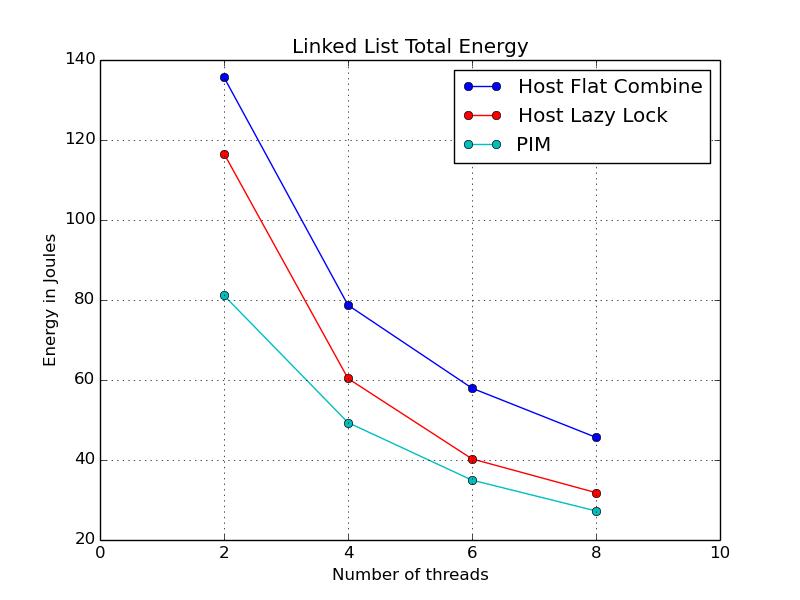 Linked List Total Energy
Host Flat Combine
Host Lazy Lock
PIM
Energy in Joules
140
120
100
80
60
40
20
0 2 4 6 8 10
Number of threads